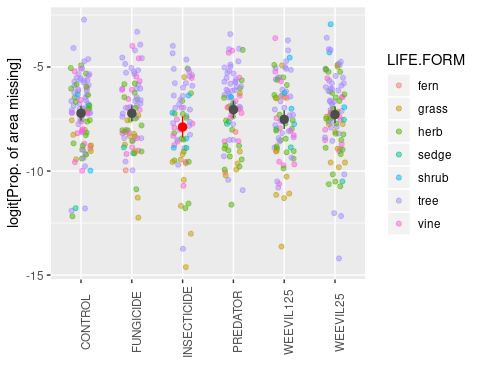 logit[Prop. of area missing]
-5
-10
-15
CONTROL
FUNGICIDE
INSECTICIDE
PREDATOR
WEEVIL125
WEEVIL25
LIFE.FORM
fern
grass
herb
sedge
shrub
tree
vine